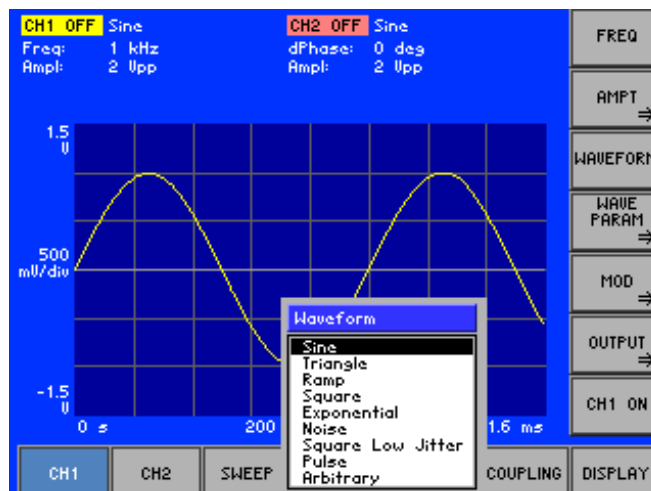 CH1 OFF Sine
Freq: 1 kHz
Ampl: 2 Vpp
CH2 OFF Sine
dPhase: 0 deg
Ampl: 2 Vpp
1.5
V
500
mV/div
-1.5
V
0 s
200
1.6 ms
Waveform
Sine
Triangle
Ramp
Square
Exponential
Noise
Square Low Jitter
Pulse
Arbitrary
FREQ
AMPT
WAVEFORM
WAVE
PARAM
MOD
OUTPUT
CH1 ON
CH1
CH2
SWEEP
COUPLING
DISPLAY